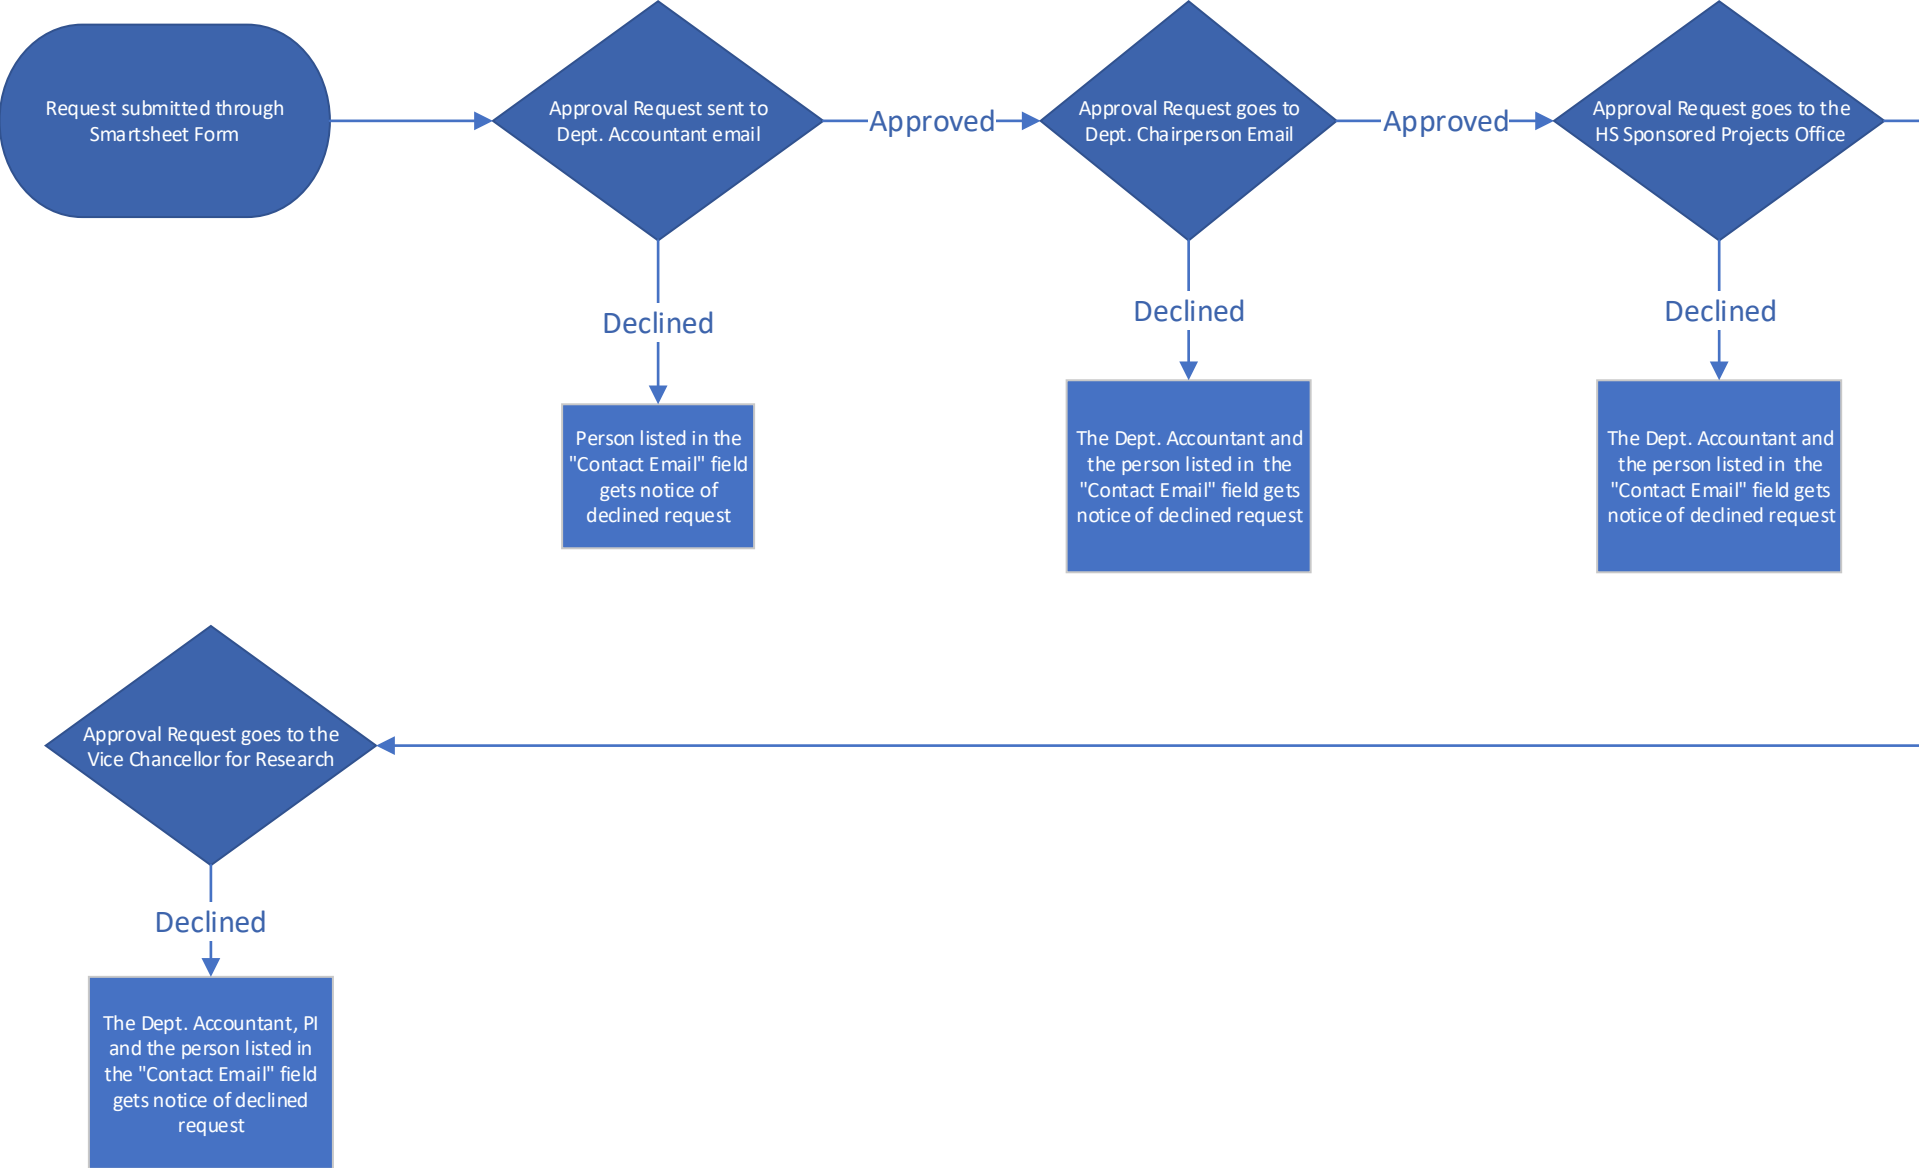 Request submitted through
Smartsheet Form
Approval Request sent to
Dept. Accountant email
Approved
Approval Request goes to
Dept. Chairperson Email
Approved
Approval Request goes to the
HS Sponsored Projects Office
Declined
Declined
Declined
Person listed in the
"Contact Email" field
gets notice of
declined request
The Dept. Accountant and
the person listed in the
"Contact Email" field gets
notice of declined request
The Dept. Accountant and
the person listed in the
"Contact Email" field gets
notice of declined request
Approval Request goes to the
Vice Chancellor for Research
Declined
The Dept. Accountant, PI
and the person listed in
the "Contact Email" field
gets notice of declined
request